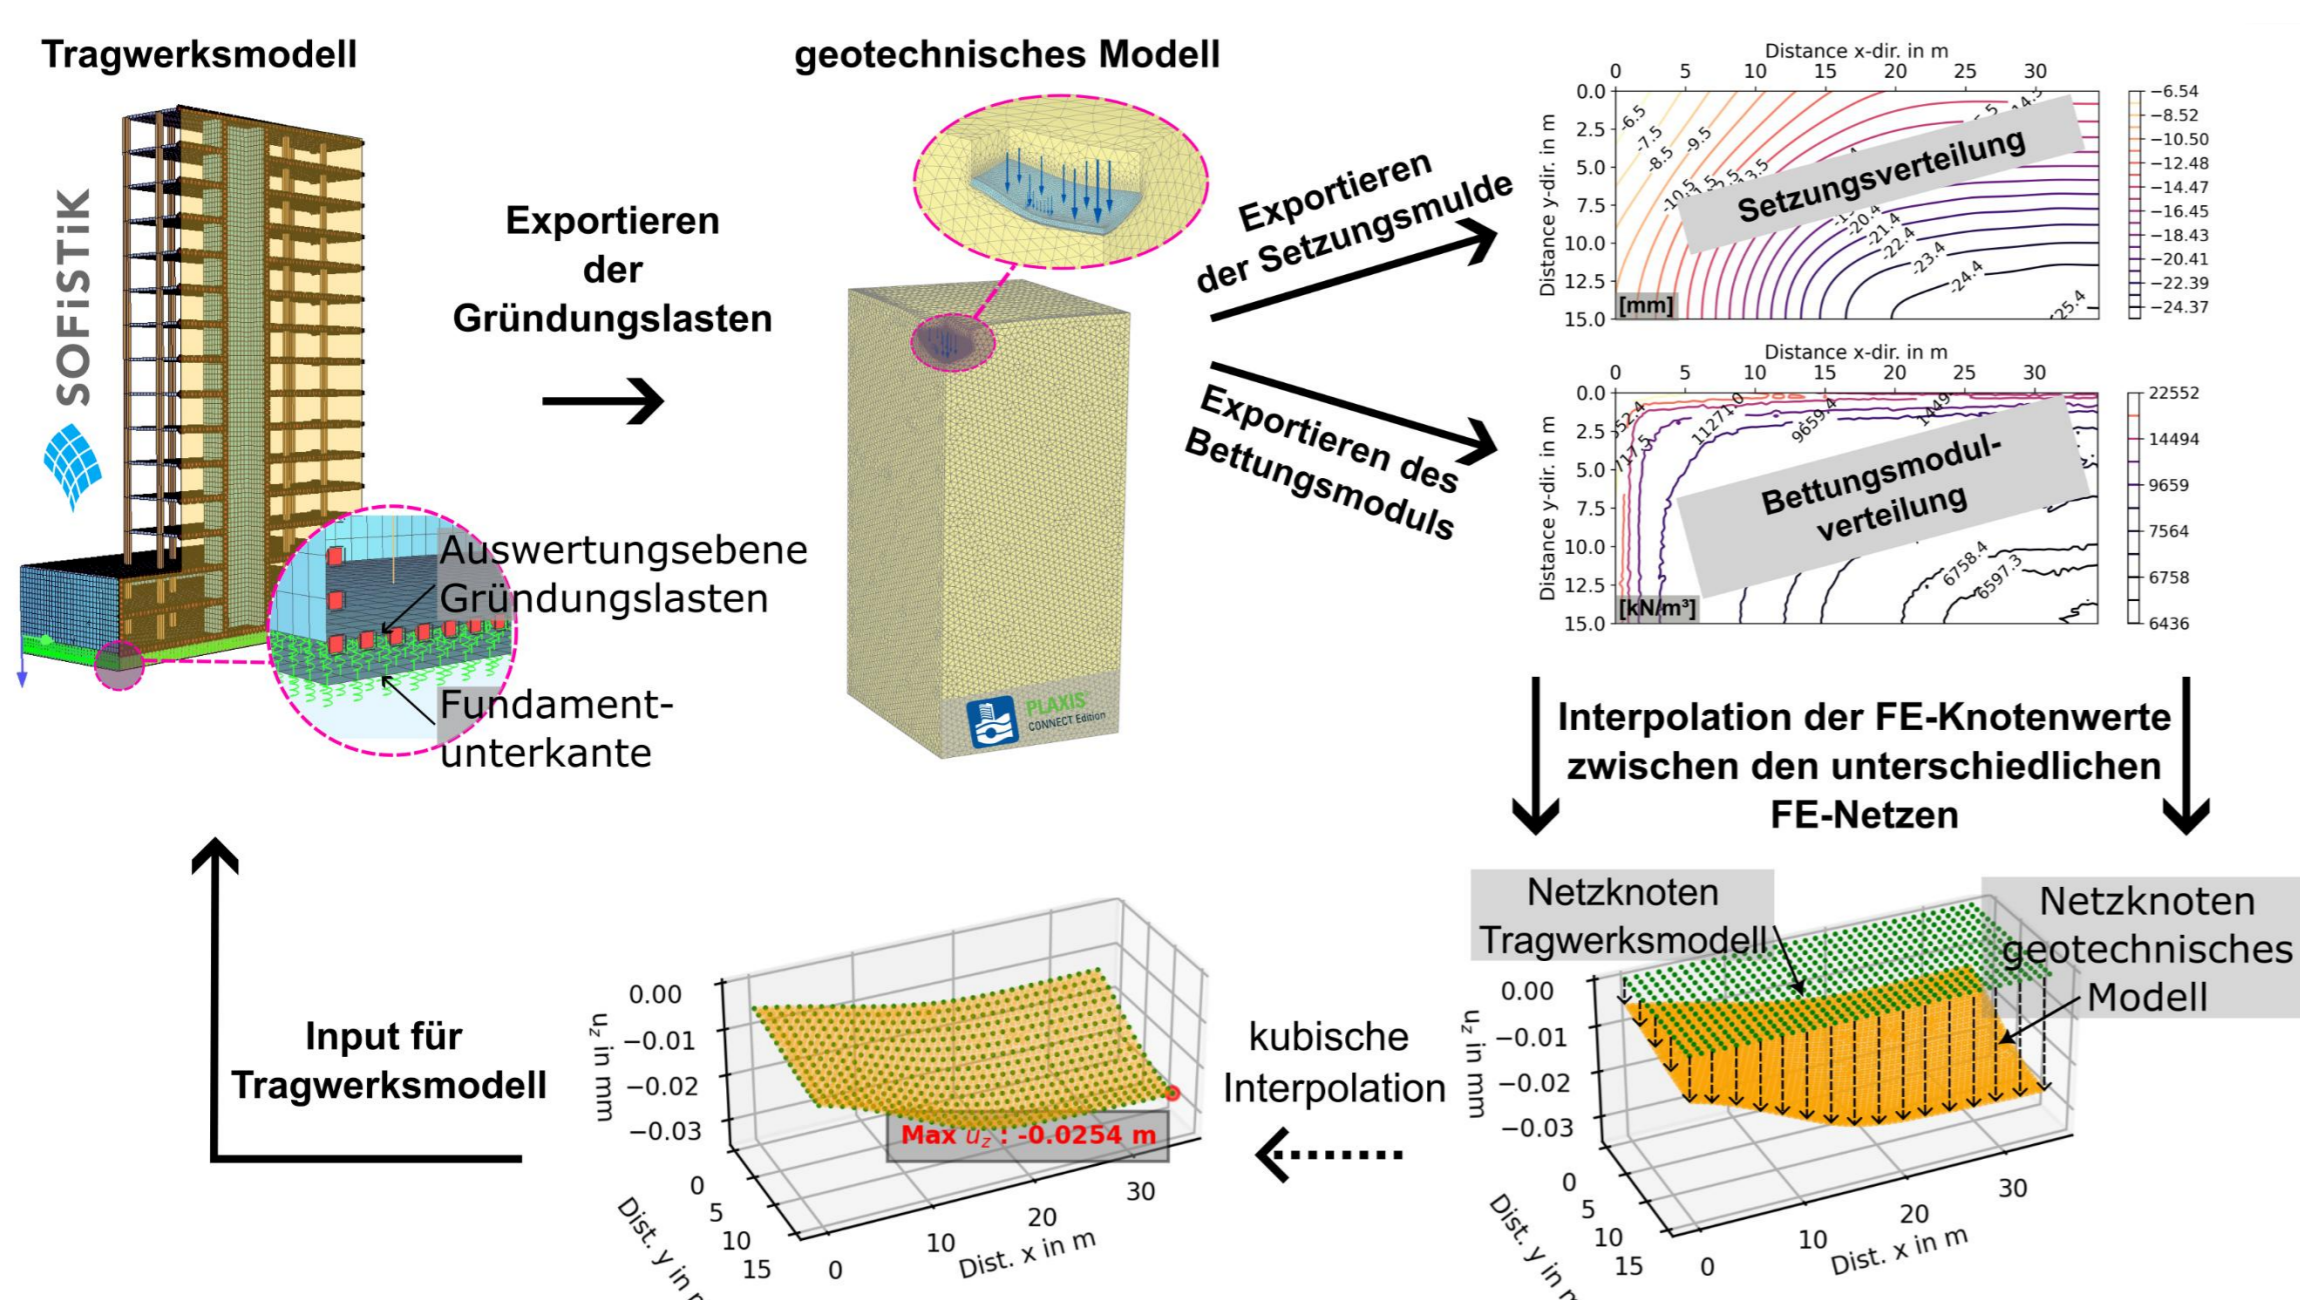 Tragwerksmodell
SOFiSTiK
Exportieren
der
Gründungslasten
Auswertungsebene
Gründungslasten
Fundament-
unterkante
geotechnisches Modell
PLAXIS
CONNECT Edition
Exportieren
der Setzungsmulde
Exportieren des
Bettungsmoduls
Distance x-dir. in m
0 5 10 15 20 25 30
Distance y-dir. in m
0.0
2.5
5.0
7.5
10.0
12.5
15.0
-6.5
-7.5
-8.5
-9.5
-10.5
-20.4
-21.4
-22.4
-23.4
-24.4
-25.4
Setzungsverteilung
[mm]
−6.54
−8.52
−10.50
−12.48
−14.47
−16.45
−18.43
−20.41
−22.39
−24.37
Distance x-dir. in m
0 5 10 15 20 25 30
Distance y-dir. in m
0.0
2.5
5.0
7.5
10.0
12.5
15.0
11271.0
9659.4
6758.4
6597.3
Bettungsmodul-
verteilung
[kN/m³]
22552
14494
9659
7564
6758
6436
Interpolation der FE-Knotenwerte
zwischen den unterschiedlichen
FE-Netzen
Netzknoten
Tragwerksmodell
Netzknoten
geotechnisches
Modell
u_z in mm
0.00
−0.01
−0.02
−0.03
0
5
10
15
Dist. y in
0
10
20
30
Dist. x in m
kubische
Interpolation
u_z in mm
0.00
−0.01
−0.02
−0.03
Max u_z : -0.0254 m
0
5
10
15
Dist. y in
0
10
20
30
Dist. x in m
Input für
Tragwerksmodell